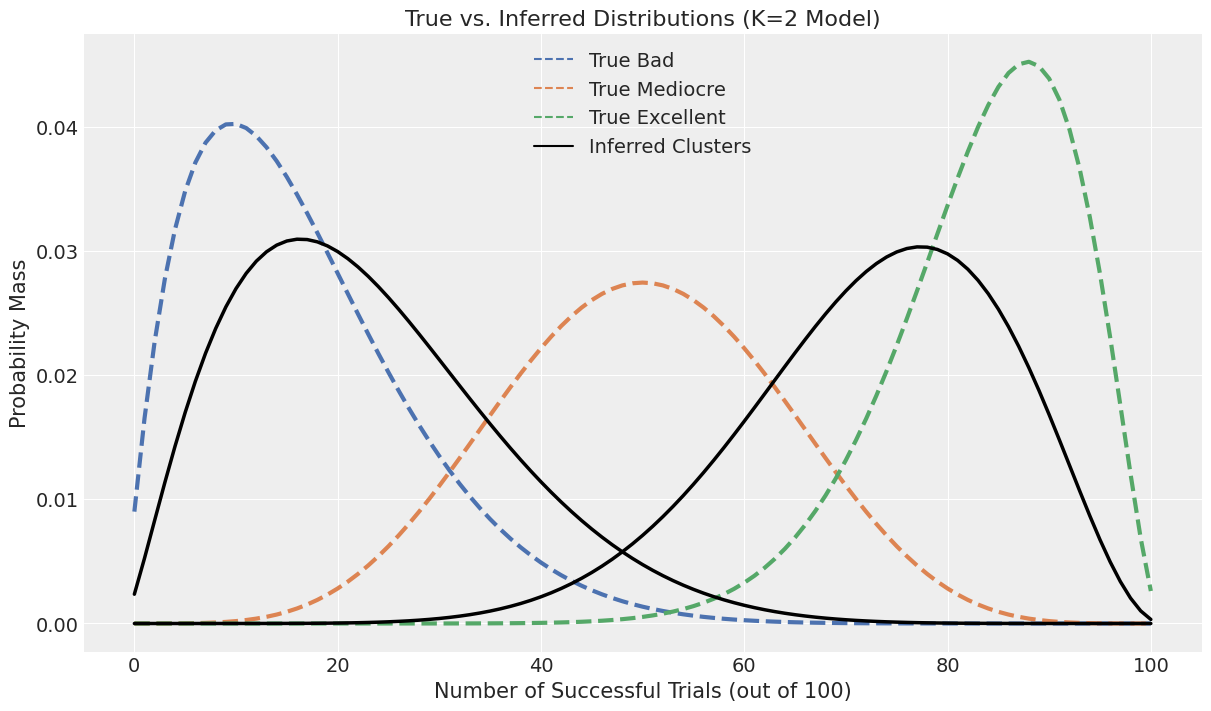 True vs. Inferred Distributions (K=2 Model)
True Bad
True Mediocre
True Excellent
Inferred Clusters
Probability Mass
0.04
0.03
0.02
0.01
0.00
0 20 40 60 80 100
Number of Successful Trials (out of 100)